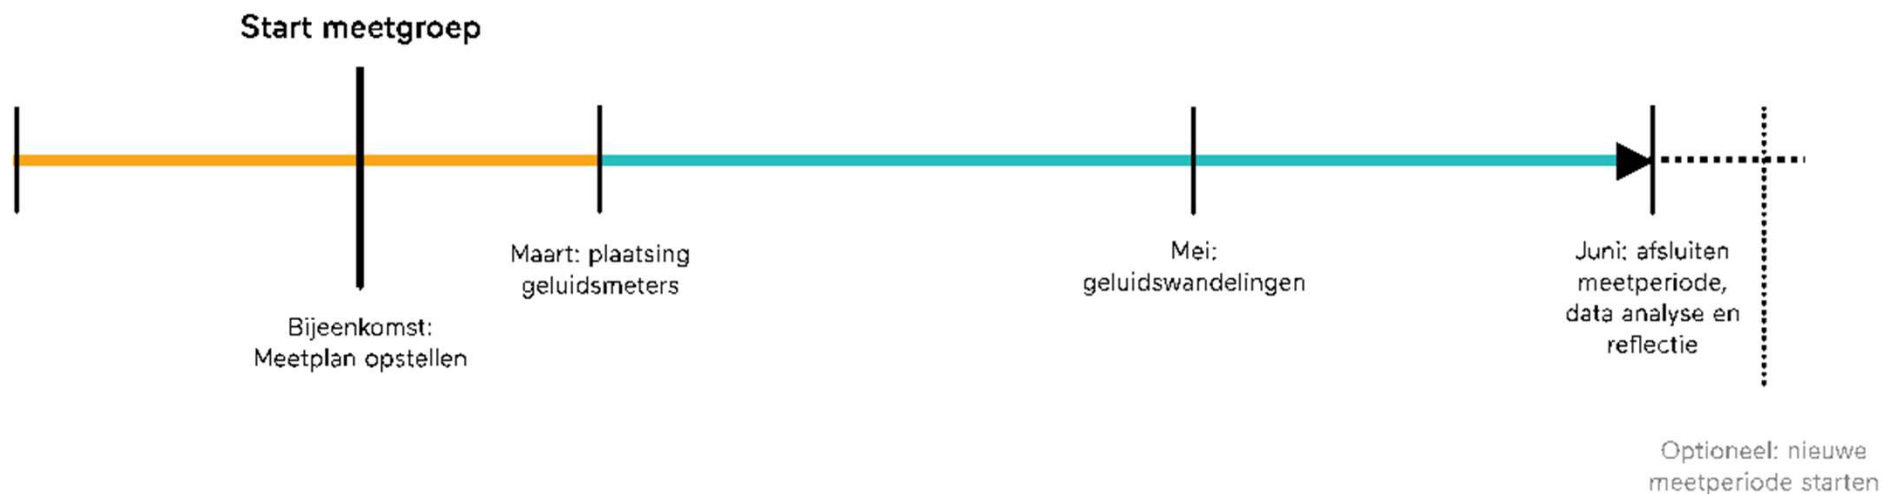 Start meetgroep
Bijeenkomst:
Meetplan opstellen
Maart: plaatsing
geluidsmeters
Mei:
geluidswandelingen
Juni: afsluiten
meetperiode,
data analyse en
reflectie
Optioneel: nieuwe
meetperiode starten